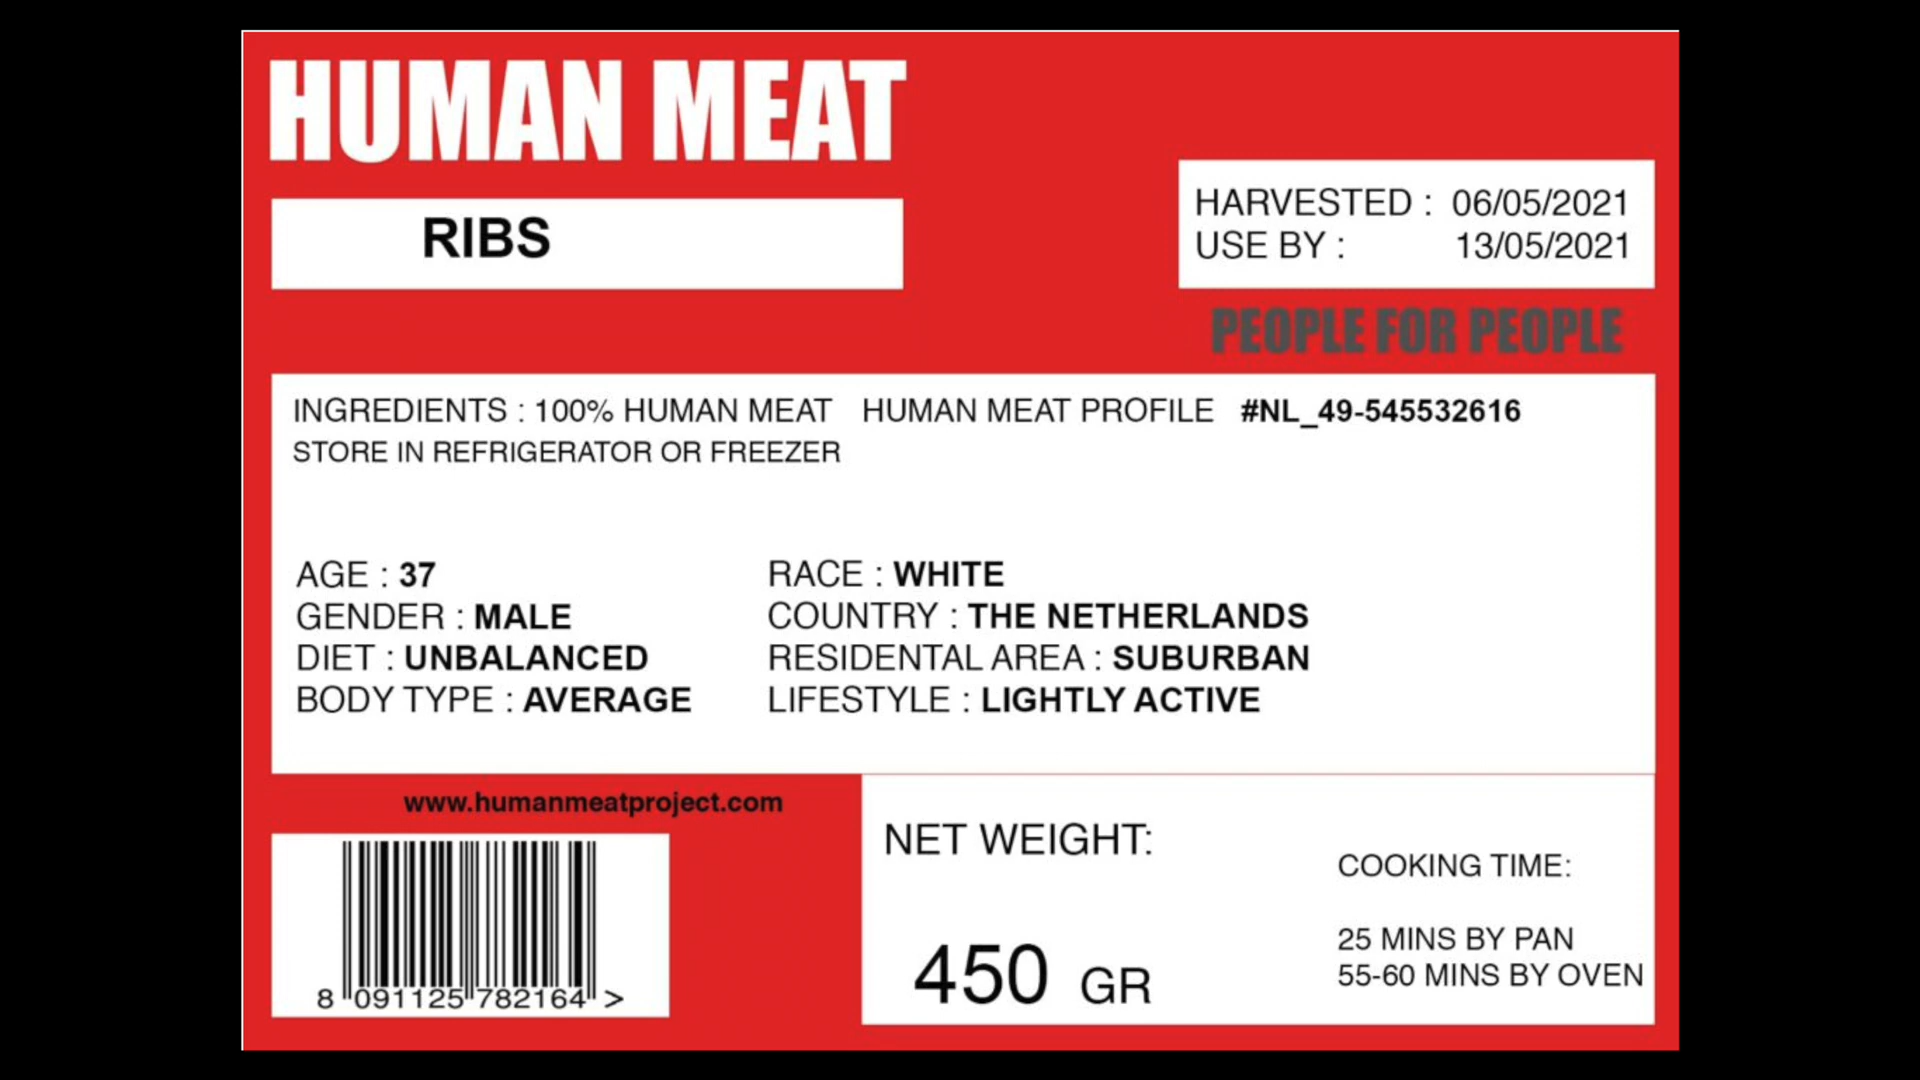 HUMAN MEAT
RIBS
HARVESTED : 06/05/2021
USE BY : 13/05/2021
PEOPLE FOR PEOPLE
INGREDIENTS : 100% HUMAN MEAT HUMAN MEAT PROFILE #NL_49-545532616
STORE IN REFRIGERATOR OR FREEZER
AGE : 37
GENDER : MALE
DIET : UNBALANCED
BODY TYPE : AVERAGE
RACE : WHITE
COUNTRY : THE NETHERLANDS
RESIDENTAL AREA : SUBURBAN
LIFESTYLE : LIGHTLY ACTIVE
www.humanmeatproject.com
8 091125 782164 >
NET WEIGHT:
450 GR
COOKING TIME:
25 MINS BY PAN
55-60 MINS BY OVEN